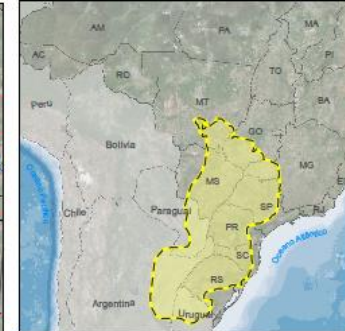 AM
PA
MA
AC
RO
TO
PI
Peru
MT
BA
GO
Bolivia
MG
MS
Chile
Paraguai
SP
RJ
PR
Oceano Atlântico
SC
RS
Argentina
Uruguai